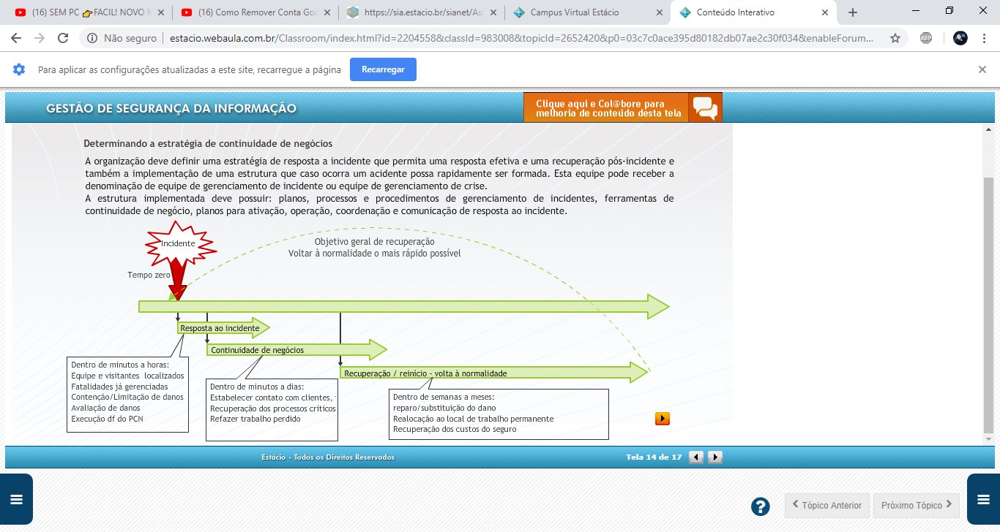 (16) SEM PC 👉FACIL! NOVO M
(16) Como Remover Conta Goo
https://sia.estacio.br/sianet/Asp
Campus Virtual Estácio
Conteúdo Interativo
Não seguro
estacio.webaula.com.br/Classroom/index.html?id=2204558&classId=983008&topicId=2652420&p0=03c7c0ace395d80182db07ae2c30f034&enableForum...
ABP
Para aplicar as configurações atualizadas a este site, recarregue a página
Recarregar
GESTÃO DE SEGURANÇA DA INFORMAÇÃO
Clique aqui e Col@bore para
melhoria de conteúdo desta tela
Determinando a estratégia de continuidade de negócios
A organização deve definir uma estratégia de resposta a incidente que permita uma resposta efetiva e uma recuperação pós-incidente e
também a implementação de uma estrutura que caso ocorra um acidente possa rapidamente ser formada. Esta equipe pode receber a
denominação de equipe de gerenciamento de incidente ou equipe de gerenciamento de crise.
A estrutura implementada deve possuir: planos, processos e procedimentos de gerenciamento de incidentes, ferramentas de
continuidade de negócio, planos para ativação, operação, coordenação e comunicação de resposta ao incidente.
Incidente
Objetivo geral de recuperação
Voltar à normalidade o mais rápido possível
Tempo zero
Resposta ao incidente
Continuidade de negócios
Recuperação / reinício - volta à normalidade
Dentro de minutos a horas:
Equipe e visitantes localizados
Fatalidades já gerenciadas
Contenção/Limitação de danos
Avaliação de danos
Execução df do PCN
Dentro de minutos a dias:
Estabelecer contato com clientes,
Recuperação dos processos críticos
Refazer trabalho perdido
Dentro de semanas a meses:
reparo/substituição do dano
Realocação ao local de trabalho permanente
Recuperação dos custos do seguro
Estácio - Todos os Direitos Reservados
Tela 14 de 17
?
Tópico Anterior
Próximo Tópico